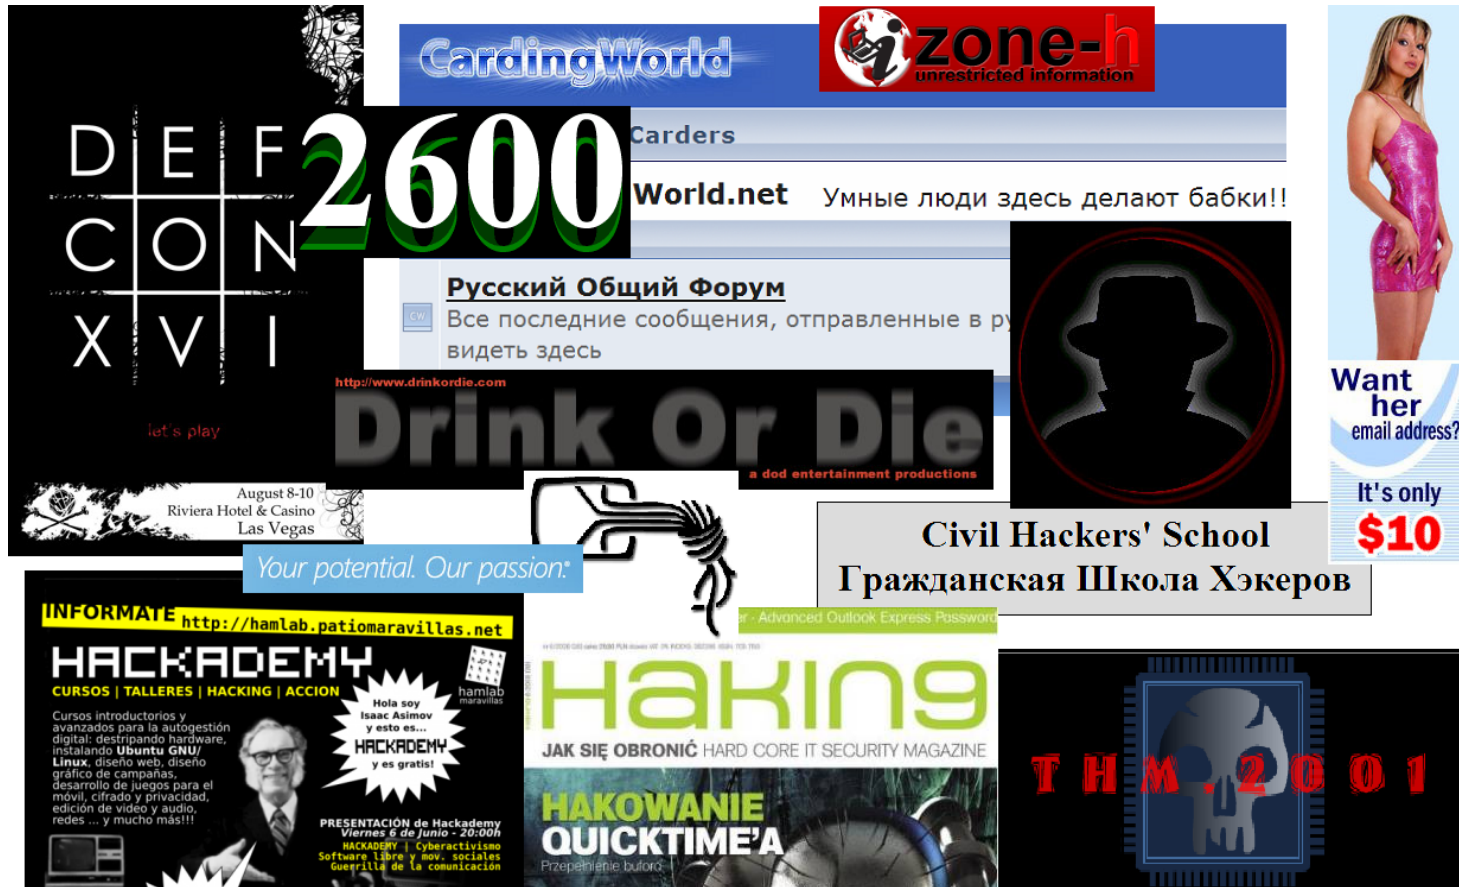 DEF
CON
XVI
let's play
August 8-10
Riviera Hotel & Casino
Las Vegas
CardingWorld
zone-h
unrestricted information
2600
Carders
World.net
Умные люди здесь делают бабки!!
Русский Общий Форум
CW
Все последние сообщения, отправленные в ру
видеть здесь
http://www.drinkordie.com
Drink Or Die
a dod entertainment productions
Want
her
email address?
It's only
$10
Civil Hackers' School
Гражданская Школа Хэкеров
Your potential. Our passion.®
INFORMATE http://hamlab.patiomaravillas.net
HACKADEMY
CURSOS | TALLERES | HACKING | ACCION
hamlab
maravillas
Cursos introductorios y
avanzados para la autogestión
digital: destripando hardware,
instalando Ubuntu GNU/
Linux, diseño web, diseño
gráfico de campañas,
desarrollo de juegos para el
móvil, cifrado y privacidad,
edición de video y audio,
redes ... y mucho más!!!
Hola soy
Isaac Asimov
y esto es...
HACKADEMY
y es gratis!
PRESENTACIÓN de Hackademy
Viernes 6 de Junio - 20:00h
HACKADEMY | Cyberactivismo
Software libre y mov. sociales
Guerrilla de la comunicación
er - Advanced Outlook Express Password
Haking
JAK SIĘ OBRONIĆ HARD CORE IT SECURITY MAGAZINE
HAKOWANIE
QUICKTIME'A
Przepełnienie bufora
THM.2001